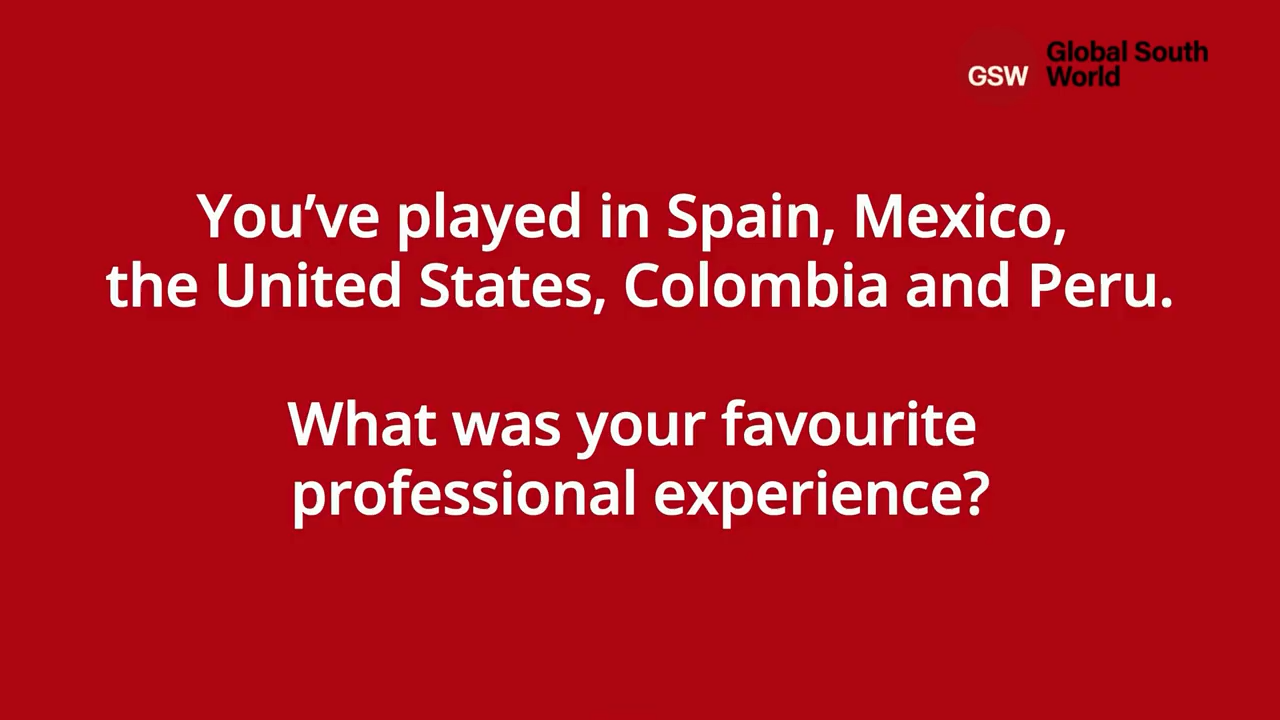 GSW
Global South
World
You’ve played in Spain, Mexico,
the United States, Colombia and Peru.
What was your favourite
professional experience?